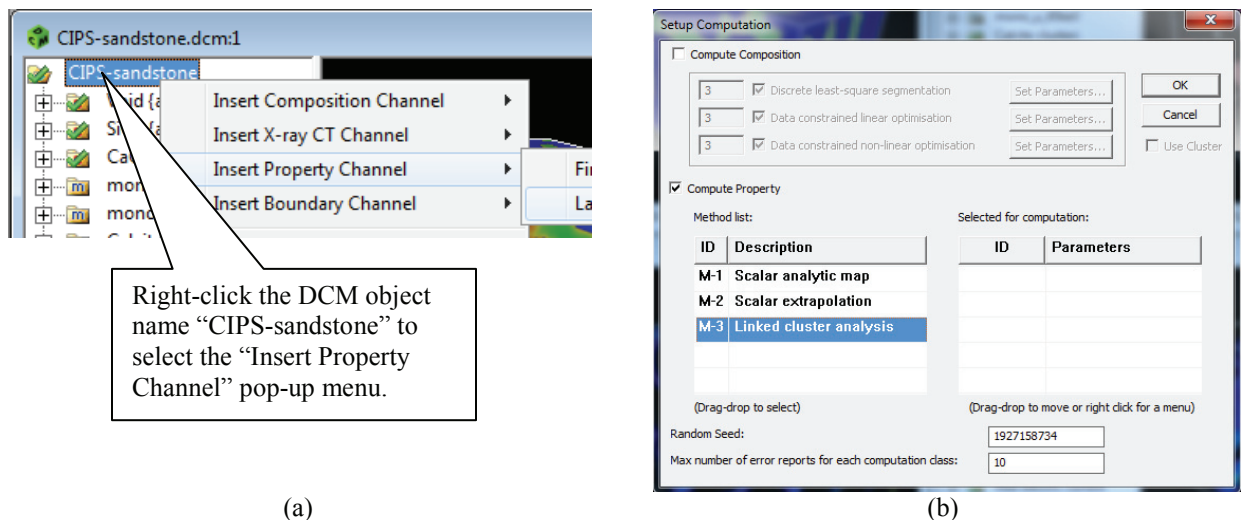 CIPS-sandstone.dcm:1
CIPS-sandstone
Insert Composition Channel
Insert X-ray CT Channel
Insert Property Channel
Insert Boundary Channel
Right-click the DCM object
name “CIPS-sandstone” to
select the “Insert Property
Channel” pop-up menu.
(a)
Setup Computation
Compute Composition
3 Discrete least-square segmentation Set Parameters... OK
3 Data constrained linear optimisation Set Parameters... Cancel
3 Data constrained non-linear optimisation Set Parameters... Use Cluster
Compute Property
Method list: Selected for computation:
ID Description ID Parameters
M-1 Scalar analytic map
M-2 Scalar extrapolation
M-3 Linked cluster analysis
(Drag-drop to select) (Drag-drop to move or right click for a menu)
Random Seed: 1927158734
Max number of error reports for each computation class: 10
(b)